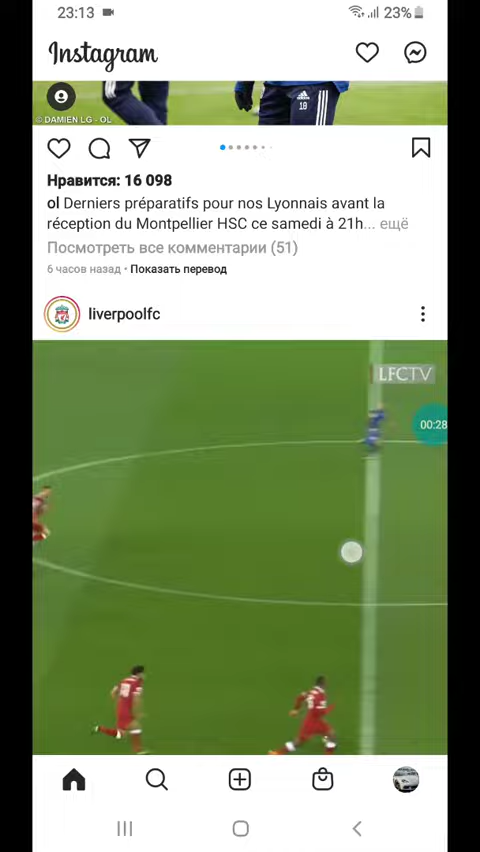 23:13
23%
Instagram
18
© DAMIEN LG - OL
Нравится: 16 098
ol Derniers préparatifs pour nos Lyonnais avant la
réception du Montpellier HSC ce samedi à 21h... ещё
Посмотреть все комментарии (51)
6 часов назад • Показать перевод
liverpoolfc
LFCTV
00:28